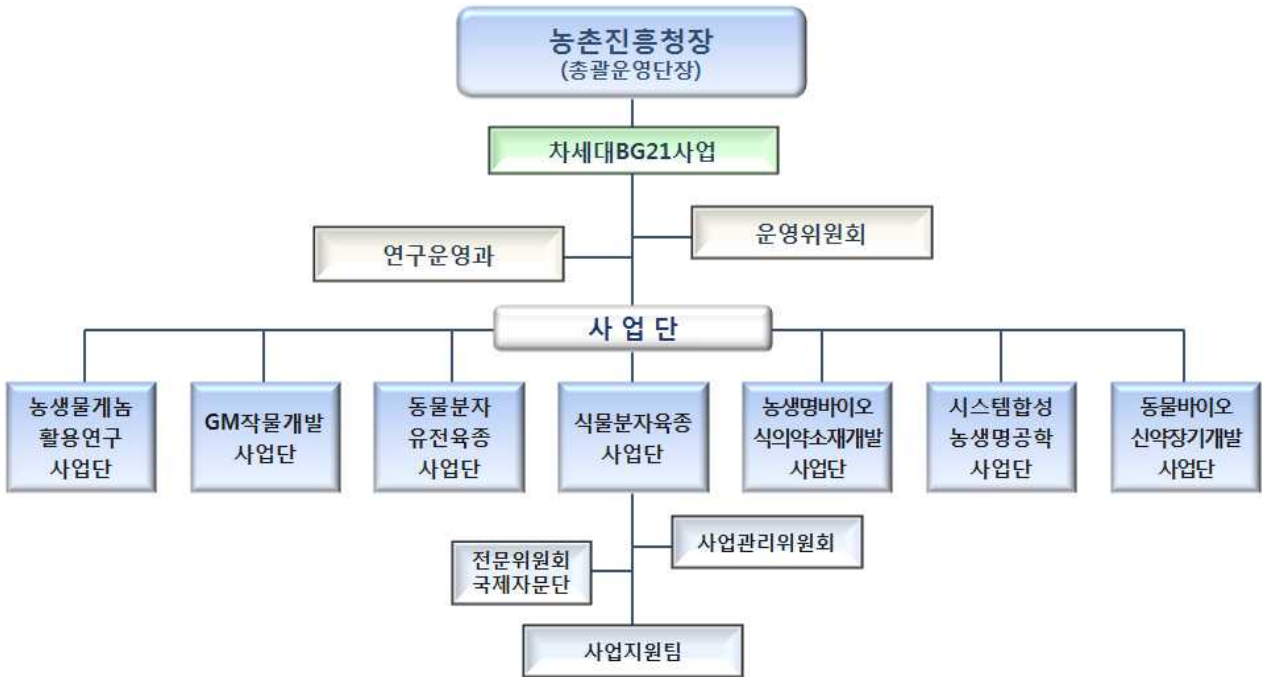 농촌진흥청장
(총괄운영단장)
차세대BG21사업
운영위원회
연구운영과
사 업 단
농생물게놈
활용연구
사업단
GM작물개발
사업단
동물분자
유전육종
사업단
식물분자육종
사업단
농생명바이오
식의약소재개발
사업단
시스템합성
농생명공학
사업단
동물바이오
신약장기개발
사업단
사업관리위원회
전문위원회
국제자문단
사업지원팀